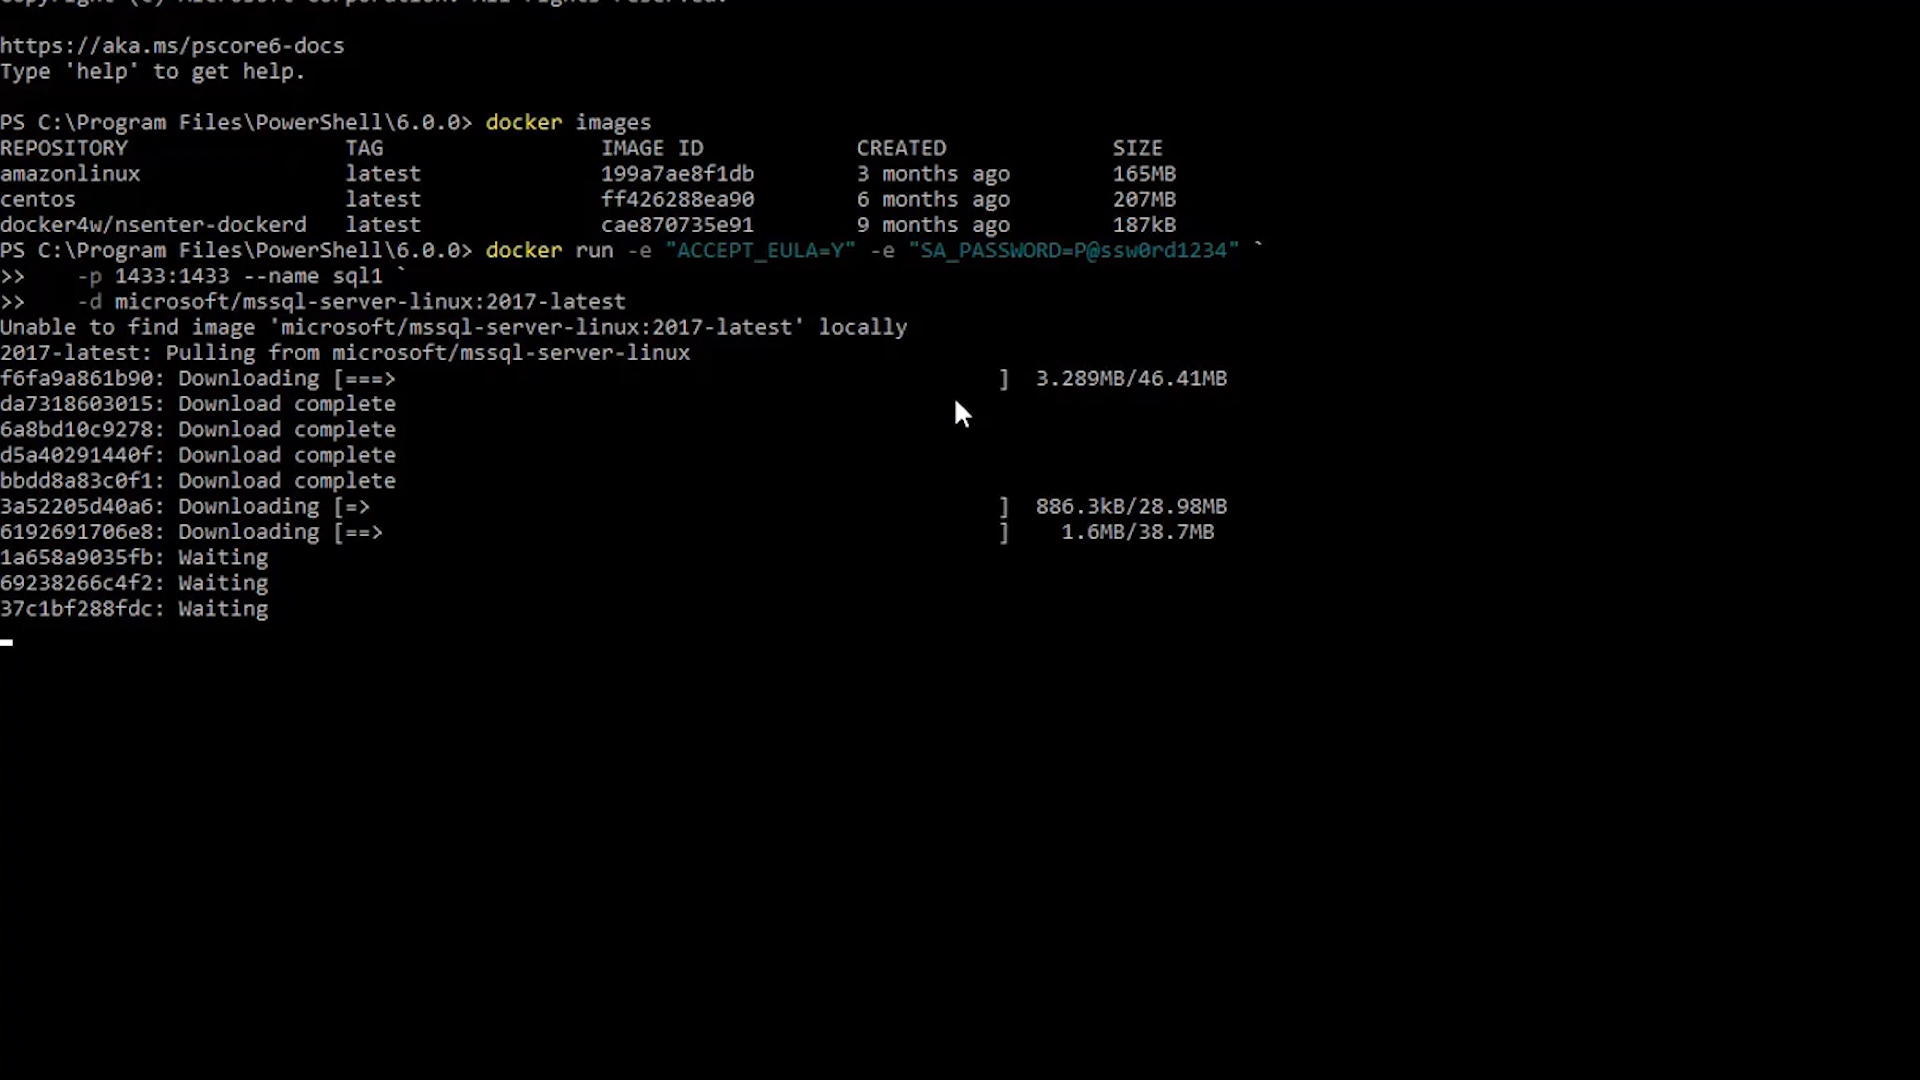 Copyright (C) Microsoft Corporation. All rights reserved.
https://aka.ms/pscore6-docs
Type 'help' to get help.
PS C:\Program Files\PowerShell\6.0.0> docker images
REPOSITORY TAG IMAGE ID CREATED SIZE
amazonlinux latest 199a7ae8f1db 3 months ago 165MB
centos latest ff426288ea90 6 months ago 207MB
docker4w/nsenter-dockerd latest cae870735e91 9 months ago 187kB
PS C:\Program Files\PowerShell\6.0.0> docker run -e "ACCEPT_EULA=Y" -e "SA_PASSWORD=P@ssw0rd1234" `
>> -p 1433:1433 --name sql1 `
>> -d microsoft/mssql-server-linux:2017-latest
Unable to find image 'microsoft/mssql-server-linux:2017-latest' locally
2017-latest: Pulling from microsoft/mssql-server-linux
f6fa9a861b90: Downloading [===> ] 3.289MB/46.41MB
da7318603015: Download complete
6a8bd10c9278: Download complete
d5a40291440f: Download complete
bbdd8a83c0f1: Download complete
3a52205d40a6: Downloading [=> ] 886.3kB/28.98MB
6192691706e8: Downloading [==> ] 1.6MB/38.7MB
1a658a9035fb: Waiting
69238266c4f2: Waiting
37c1bf288fdc: Waiting